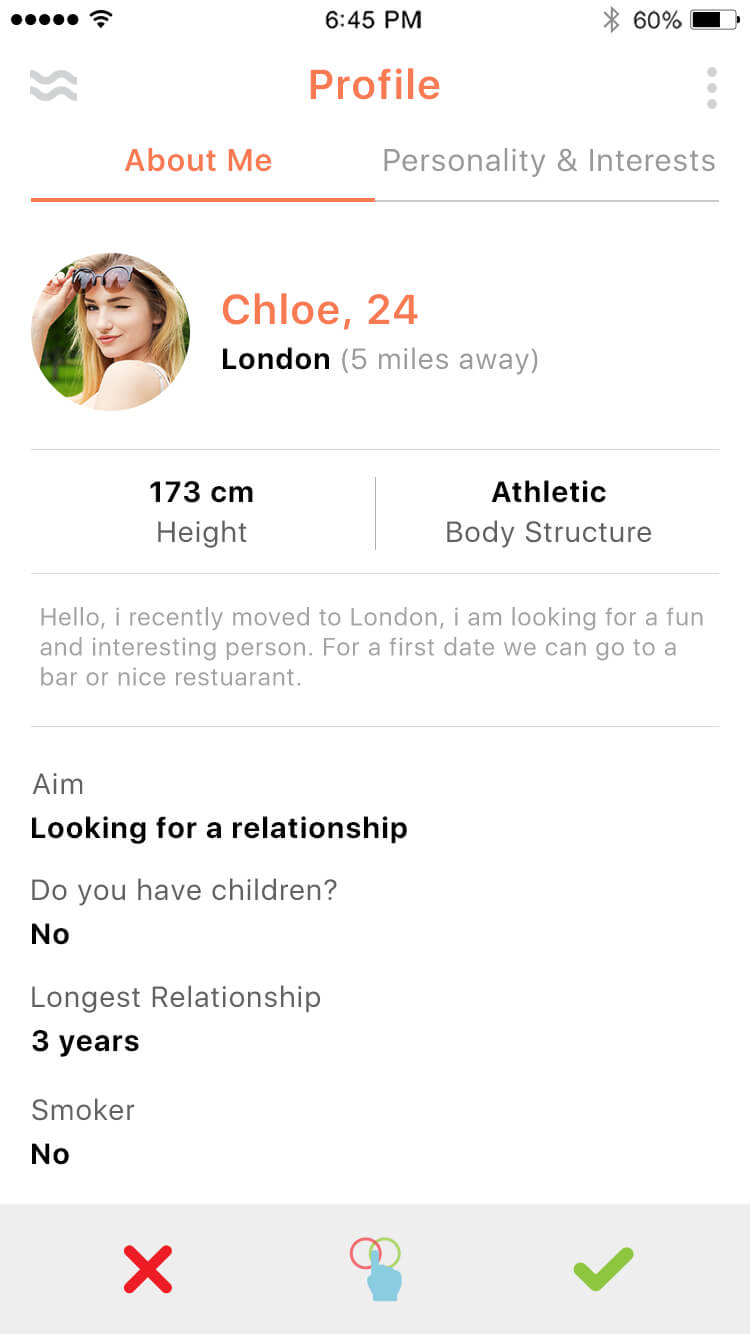 6:45 PM 60%
Profile
About Me Personality & Interests
Chloe, 24
London (5 miles away)
173 cm Athletic
Height Body Structure
Hello, i recently moved to London, i am looking for a fun
and interesting person. For a first date we can go to a
bar or nice restuarant.
Aim
Looking for a relationship
Do you have children?
No
Longest Relationship
3 years
Smoker
No